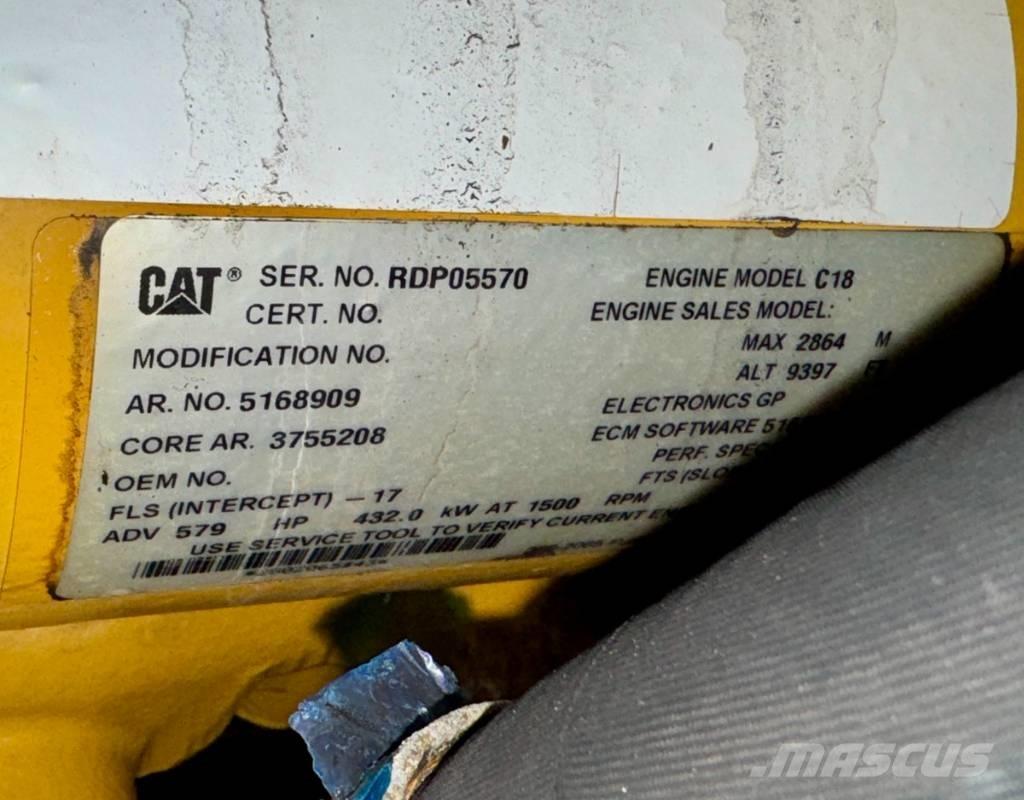 CAT® SER. NO. RDP05570 ENGINE MODEL C18
CERT. NO. ENGINE SALES MODEL:
MODIFICATION NO. MAX 2864 M
ALT 9397
AR. NO. 5168909 ELECTRONICS GP
CORE AR. 3755208 ECM SOFTWARE
OEM NO. PERF.
FLS (INTERCEPT) – 17 FTS
ADV 579 HP 432.0 kW AT 1500 RPM
USE SERVICE TOOL TO VERIFY CURRENT
MASCUS